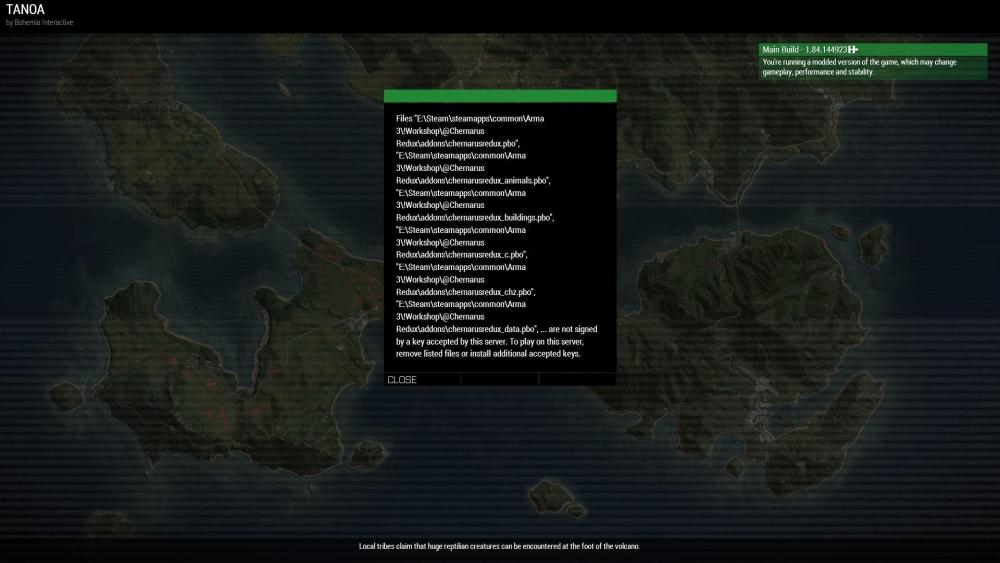 TANOA
by Bohemia Interactive
Main Build - 1.84.144923
You're running a modded version of the game, which may change
gameplay, performance and stability.
Files "E:\Steam\steamapps\common\Arma
3\!Workshop\@Chernarus
Redux\addons\chernarusredux.pbo",
"E:\Steam\steamapps\common\Arma
3\!Workshop\@Chernarus
Redux\addons\chernarusredux_animals.pbo",
"E:\Steam\steamapps\common\Arma
3\!Workshop\@Chernarus
Redux\addons\chernarusredux_buildings.pbo",
"E:\Steam\steamapps\common\Arma
3\!Workshop\@Chernarus
Redux\addons\chernarusredux_c.pbo",
"E:\Steam\steamapps\common\Arma
3\!Workshop\@Chernarus
Redux\addons\chernarusredux_chz.pbo",
"E:\Steam\steamapps\common\Arma
3\!Workshop\@Chernarus
Redux\addons\chernarusredux_data.pbo", ... are not signed
by a key accepted by this server. To play on this server,
remove listed files or install additional accepted keys.
CLOSE
Local tribes claim that huge reptilian creatures can be encountered at the foot of the volcano.